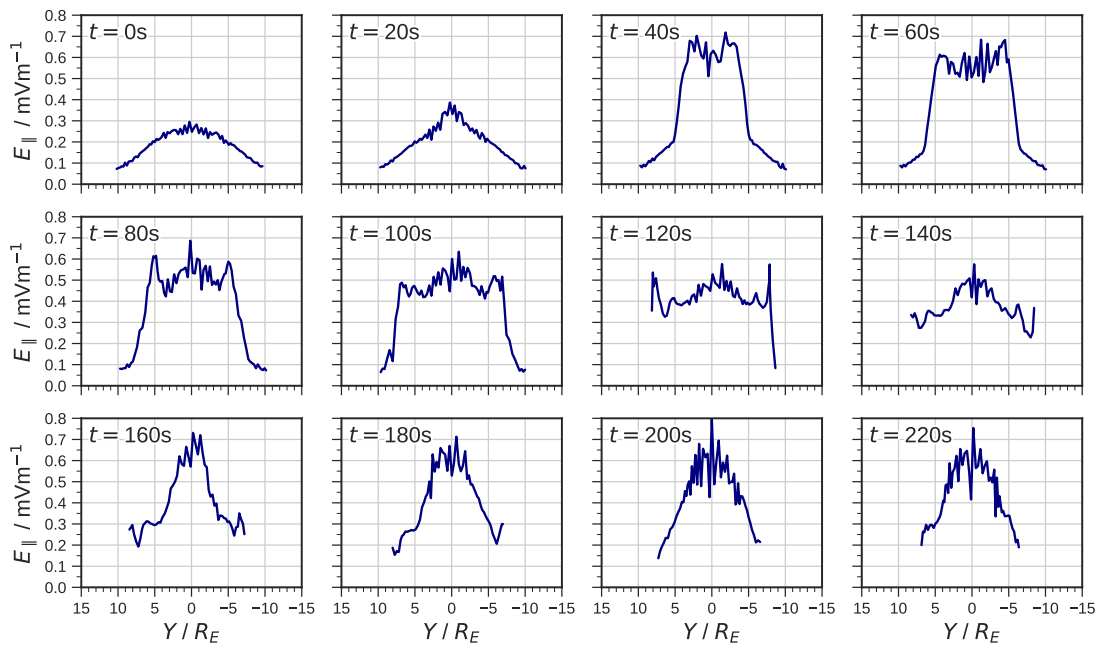 t = 0s
t = 20s
t = 40s
t = 60s
0.8
0.7
0.6
0.5
0.4
0.3
0.2
0.1
0.0
E∥ / mVm⁻¹
t = 80s
t = 100s
t = 120s
t = 140s
0.8
0.7
0.6
0.5
0.4
0.3
0.2
0.1
0.0
E∥ / mVm⁻¹
t = 160s
t = 180s
t = 200s
t = 220s
0.8
0.7
0.6
0.5
0.4
0.3
0.2
0.1
0.0
E∥ / mVm⁻¹
15 10 5 0 −5 −10 −15
15 10 5 0 −5 −10 −15
15 10 5 0 −5 −10 −15
15 10 5 0 −5 −10 −15
Y / R_E
Y / R_E
Y / R_E
Y / R_E